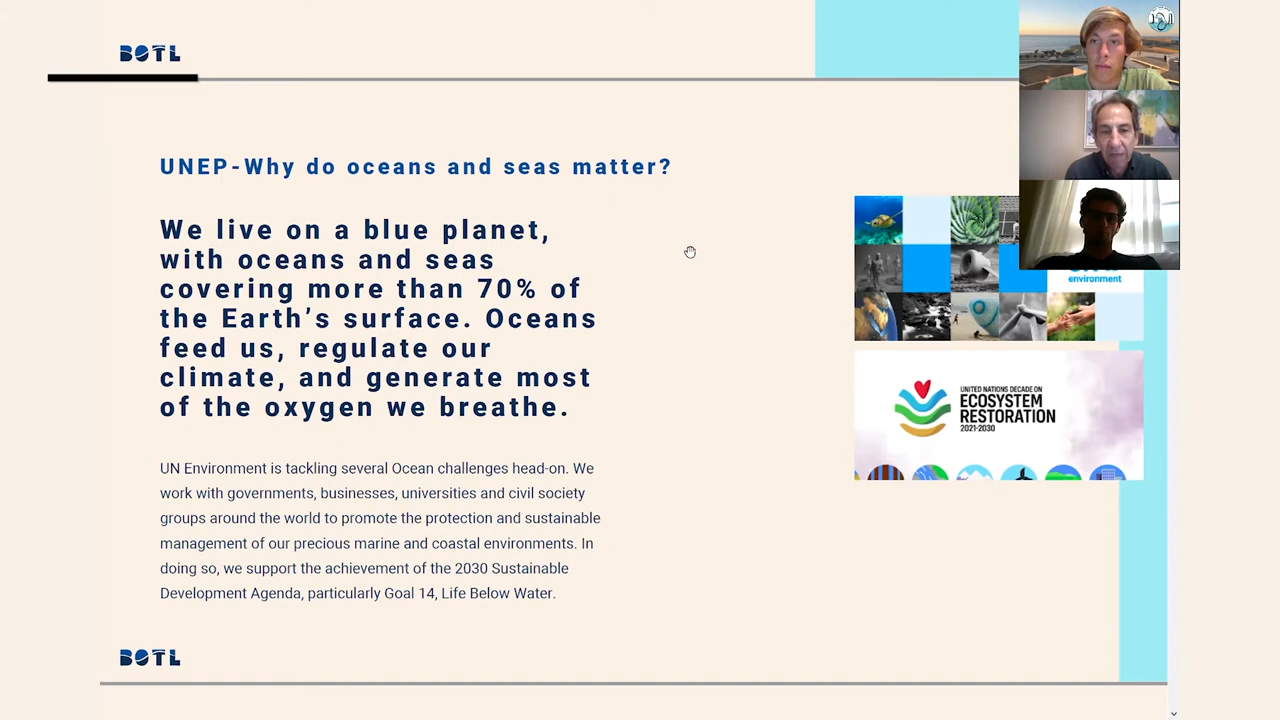 BOTL
UNEP-Why do oceans and seas matter?
We live on a blue planet,
with oceans and seas
covering more than 70% of
the Earth's surface. Oceans
feed us, regulate our
climate, and generate most
of the oxygen we breathe.
UN Environment is tackling several Ocean challenges head-on. We
work with governments, businesses, universities and civil society
groups around the world to promote the protection and sustainable
management of our precious marine and coastal environments. In
doing so, we support the achievement of the 2030 Sustainable
Development Agenda, particularly Goal 14, Life Below Water.
environment
UNITED NATIONS DECADE ON
ECOSYSTEM
RESTORATION
2021-2030
BOTL